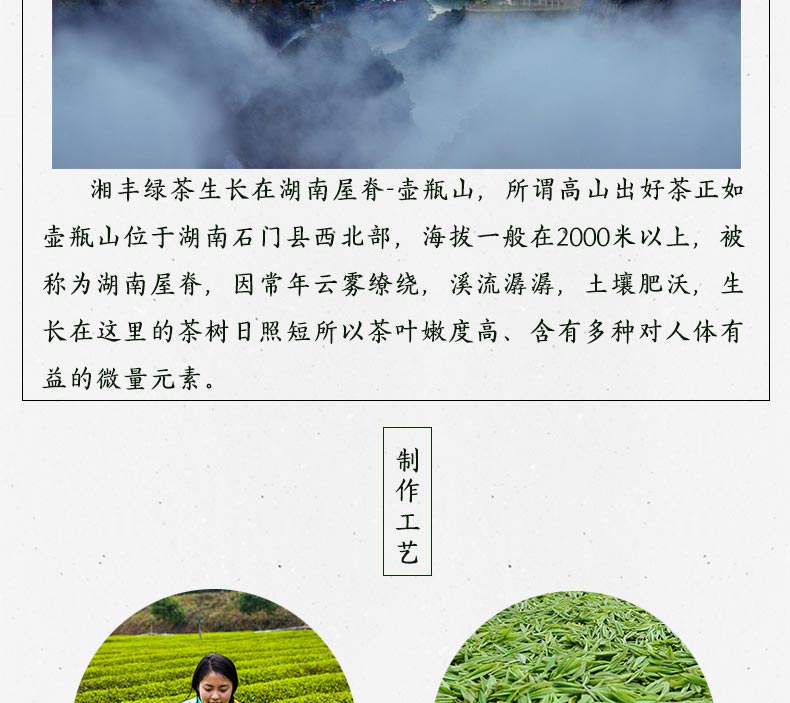 湘丰绿茶生长在湖南屋脊-壶瓶山，所谓高山出好茶正如
壶瓶山位于湖南石门县西北部，海拔一般在2000米以上，被
称为湖南屋脊，因常年云雾缭绕，溪流潺潺，土壤肥沃，生
长在这里的茶树日照短所以茶叶嫩度高、含有多种对人体有
益的微量元素。
制作工艺